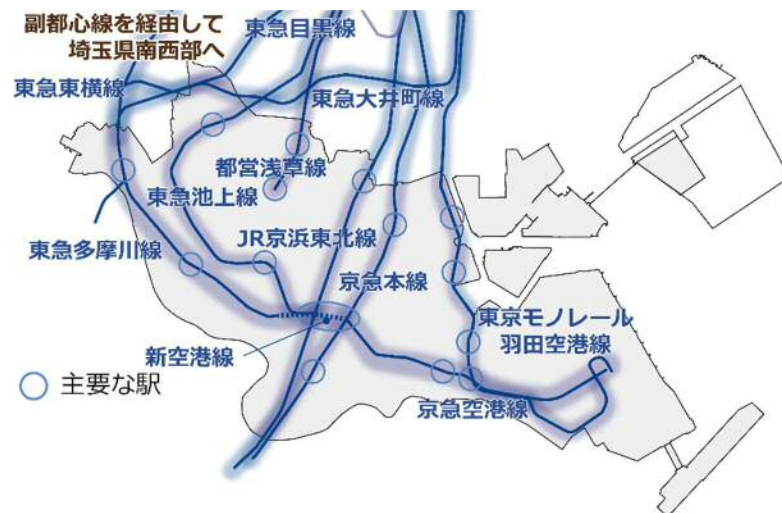 副都心線を経由して
埼玉県南西部へ
東急目黒線
東急東横線
東急大井町線
都営浅草線
東急池上線
JR京浜東北線
東急多摩川線
京急本線
東京モノレール
羽田空港線
新空港線
主要な駅
京急空港線